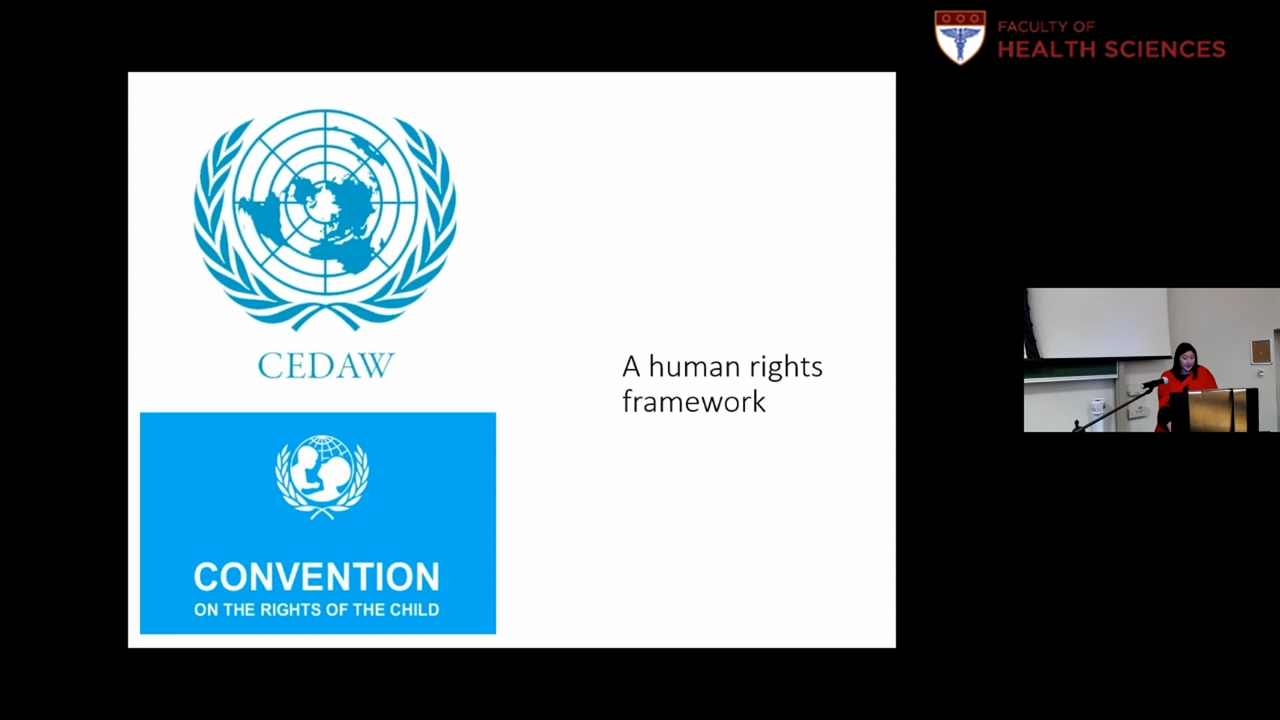 FACULTY OF
HEALTH SCIENCES
CEDAW
A human rights
framework
CONVENTION
ON THE RIGHTS OF THE CHILD